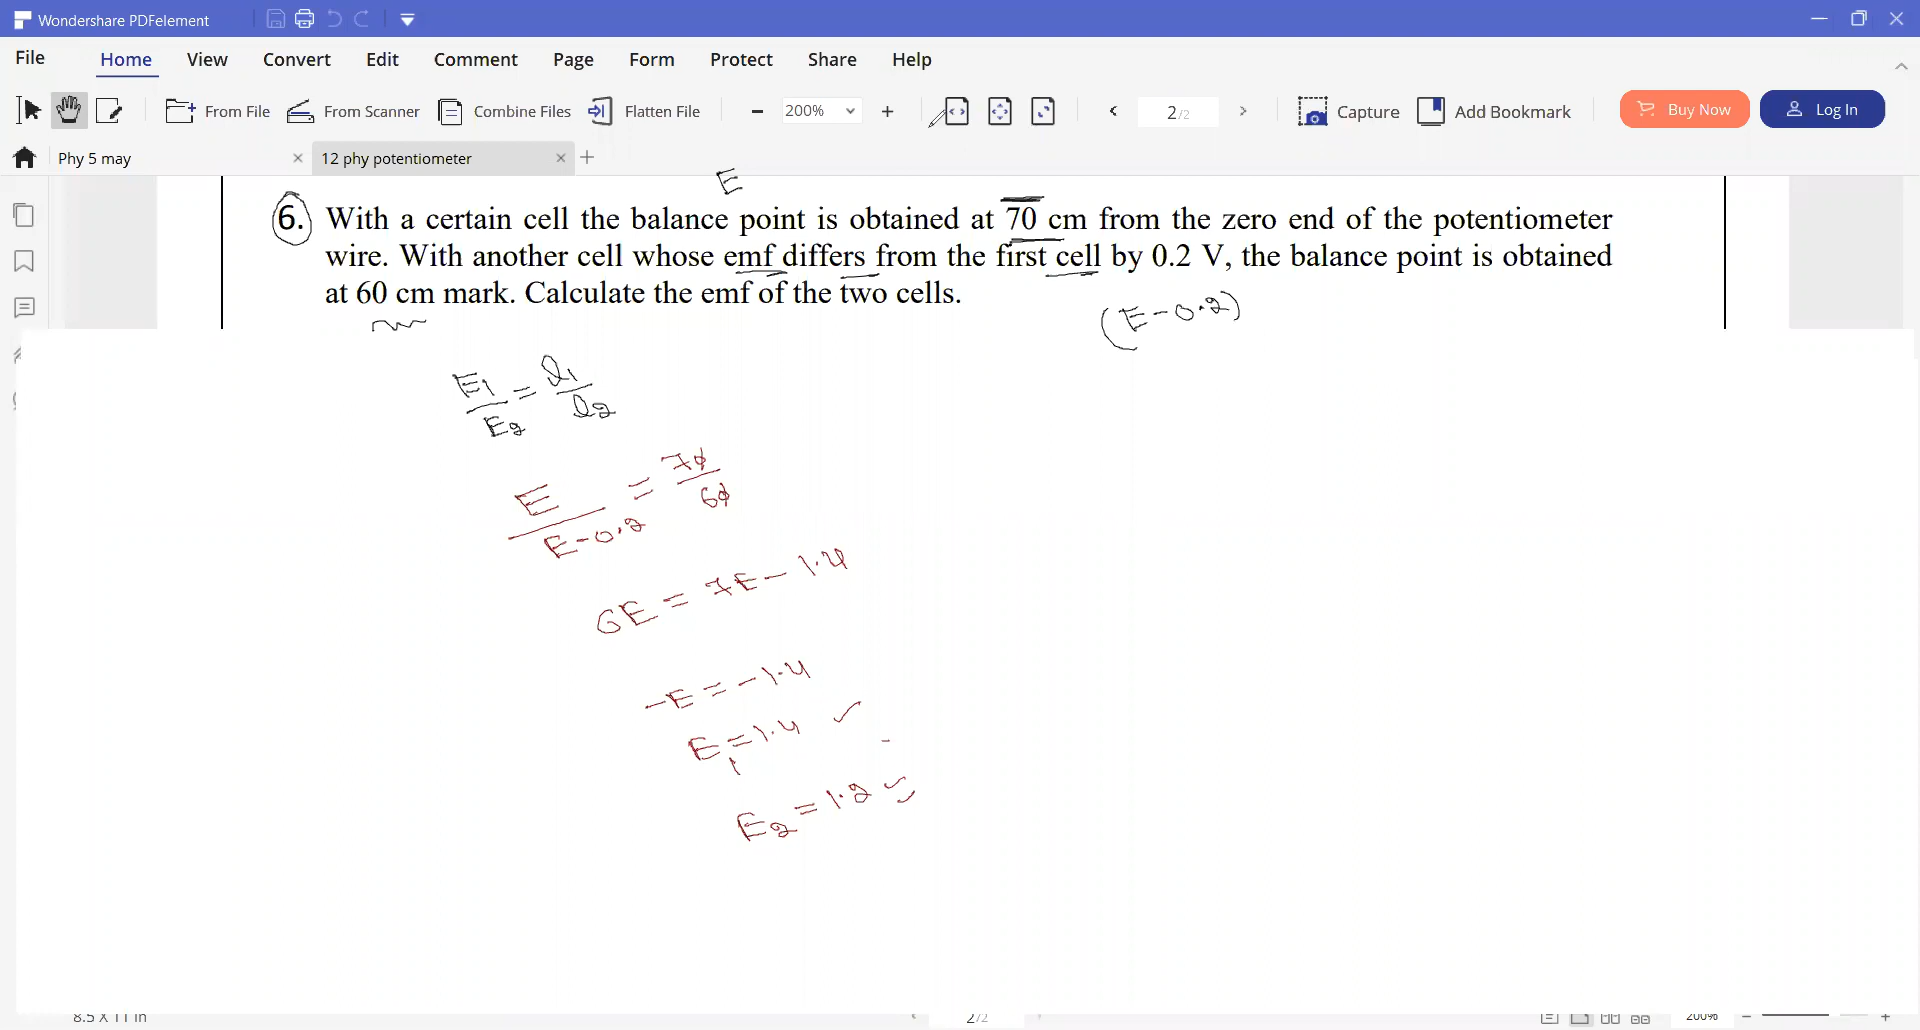 Wondershare PDFelement
File Home View Convert Edit Comment Page Form Protect Share Help
From File From Scanner Combine Files Flatten File 200% 2/2 Capture Add Bookmark Buy Now Log In
Phy 5 may 12 phy potentiometer
E
6. With a certain cell the balance point is obtained at 70 cm from the zero end of the potentiometer
wire. With another cell whose emf differs from the first cell by 0.2 V, the balance point is obtained
at 60 cm mark. Calculate the emf of the two cells.
(E-0.2)
E1/E2 = l1/l2
E/E-0.2 = 70/60
6E = 7E - 1.4
-E = -1.4
E1 = 1.4
E2 = 1.2
8.5 X 11 in 2/2 200%